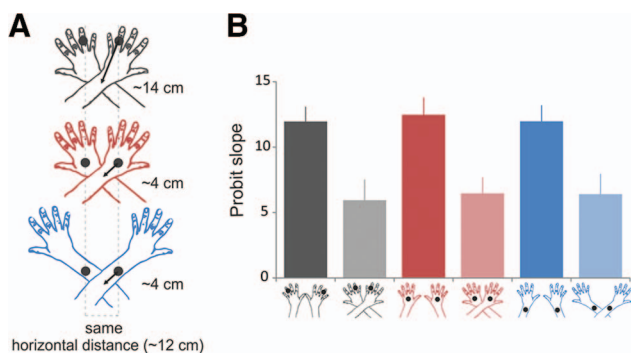 A
~14 cm
~4 cm
~4 cm
same
horizontal distance (~12 cm)
B
Probit slope
15
10
5
0